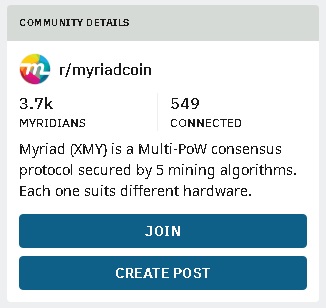 COMMUNITY DETAILS
m
r/myriadcoin
3.7k 549
MYRIDIANS CONNECTED
Myriad (XMY) is a Multi-PoW consensus
protocol secured by 5 mining algorithms.
Each one suits different hardware.
JOIN
CREATE POST